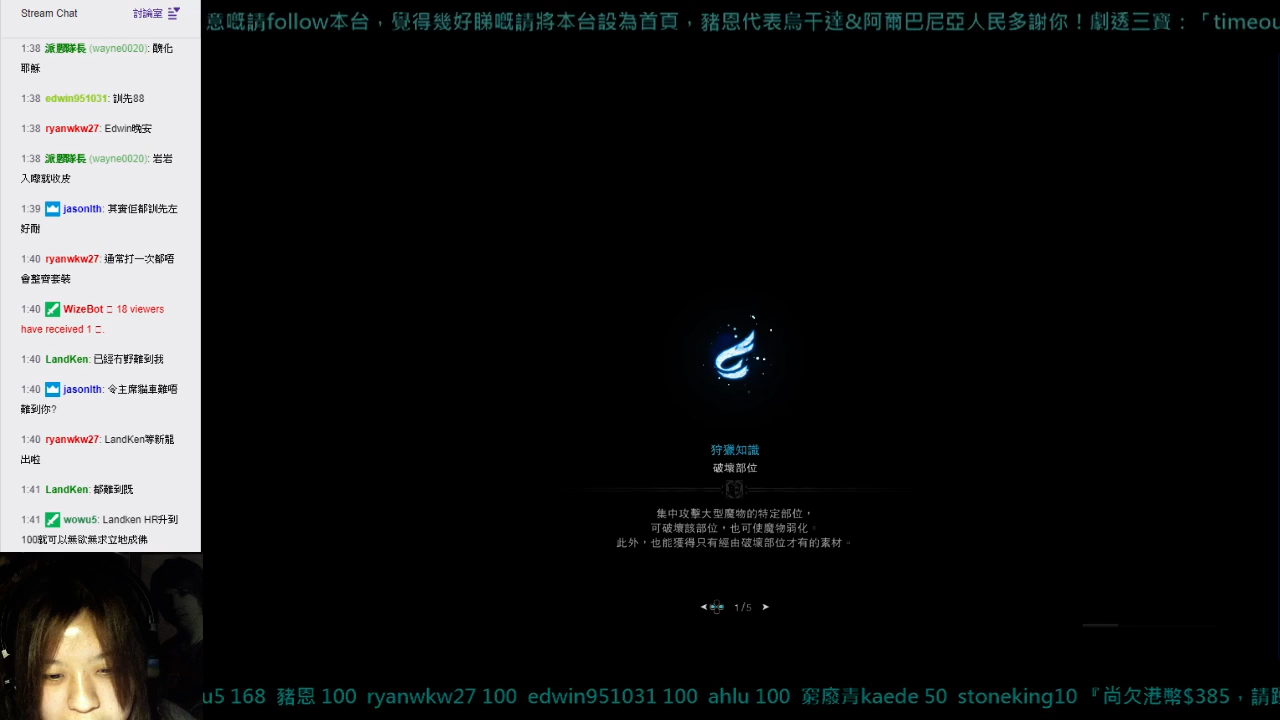 Stream Chat 討論室
意嘅請follow本台，覺得幾好睇嘅請將本台設為首頁，豬恩代表烏干達&阿爾巴尼亞人民多謝你！劇透三寶：「timeou
1:38 派對隊長 (wayne0020): 醜化
耶穌
1:38 edwin951031: 訓先88
1:38 ryanwkw27: Edwin晚安
1:38 派對隊長 (wayne0020): 岩岩
入嚟就收皮
1:39 jasonlth: 其實佢都訓先左
好耐
1:40 ryanwkw27: 通常打一次都唔
會整齊套裝
1:40 WizeBot 18 viewers
have received 1
1:40 LandKen: 已經冇野難到我
1:40 jasonlth: 令主席貓車難唔
難到你?
1:40 ryanwkw27: LandKen等新龍
出啦
1:41 LandKen: 都難到既
1:41 wowu5: Landken HR升到
100就可以無欲無求立地成佛
狩獵知識
破壞部位
集中攻擊大型魔物的特定部位，
可破壞該部位，也可使魔物弱化。
此外，也能獲得只有經由破壞部位才有的素材。
1/5
u5 168 豬恩 100 ryanwkw27 100 edwin951031 100 ahlu 100 窮廢青kaede 50 stoneking10 『尚欠港幣$385，請踴